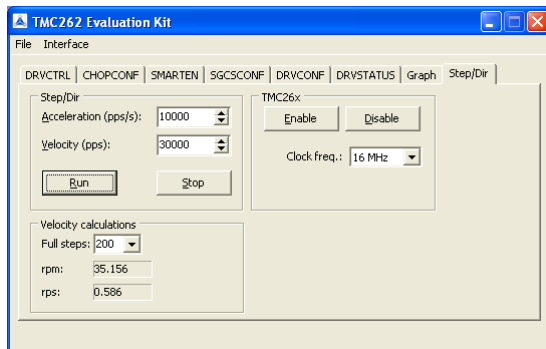 TMC262 Evaluation Kit
File Interface
DRVCTRL CHOPCONF SMARTEN SGCSCONF DRVCONF DRVSTATUS Graph Step/Dir
Step/Dir
Acceleration (pps/s): 10000
Velocity (pps): 30000
Run Stop
TMC26x
Enable Disable
Clock freq.: 16 MHz
Velocity calculations
Full steps: 200
rpm: 35.156
rps: 0.586